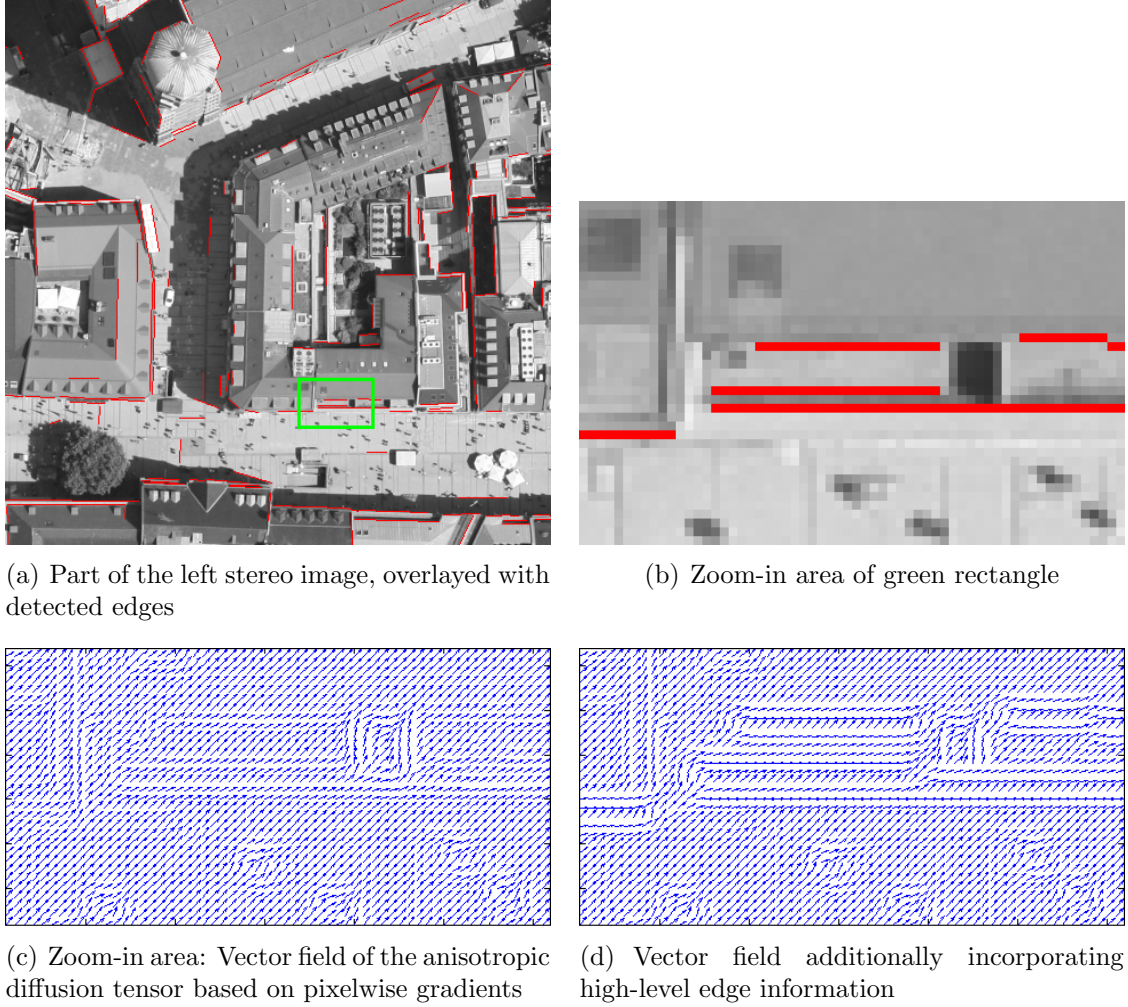 (a) Part of the left stereo image, overlayed with
detected edges
(b) Zoom-in area of green rectangle
(c) Zoom-in area: Vector field of the anisotropic
diffusion tensor based on pixelwise gradients
(d) Vector field additionally incorporating
high-level edge information